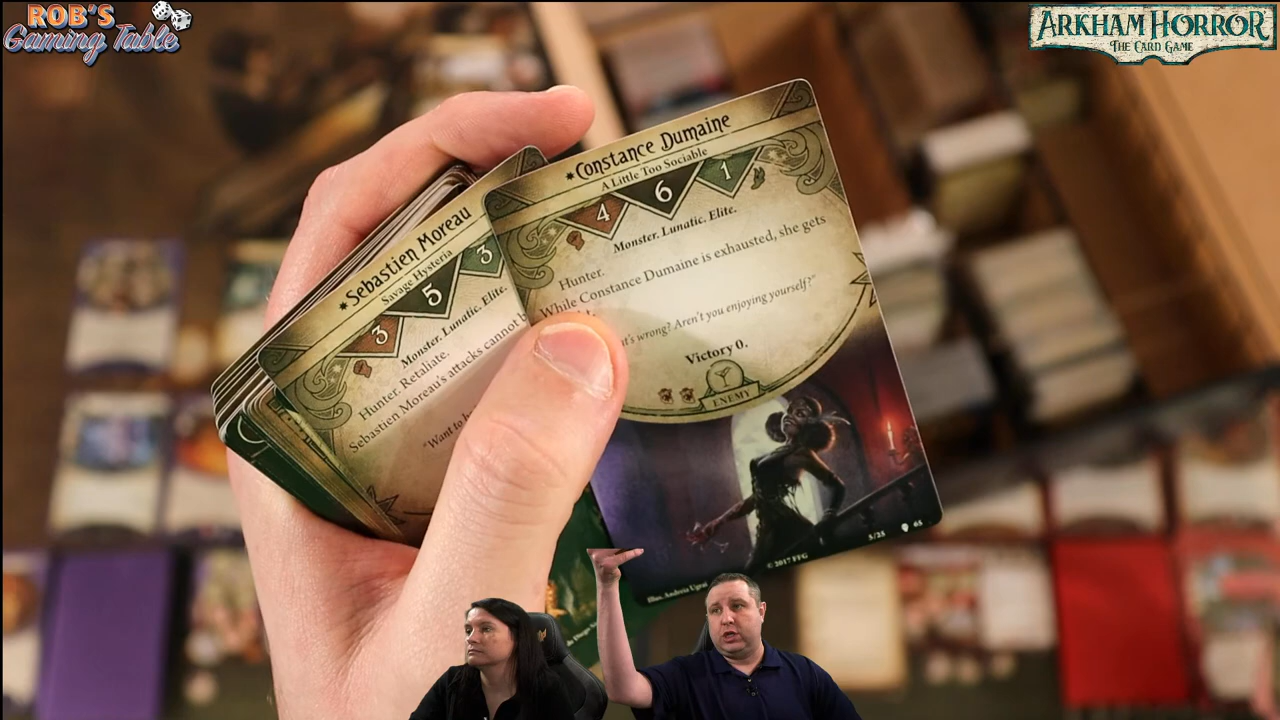 ROB'S
Gaming Table
ARKHAM HORROR
THE CARD GAME
Constance Dumaine
A Little Too Sociable
4 6 1
Monster. Lunatic. Elite.
Hunter.
While Constance Dumaine is exhausted, she gets
wrong? Aren't you enjoying yourself?"
Victory 0.
ENEMY
© 2017 FFG
5/25
65
Sebastien Moreau
Savage Hysteria
3 5 3
Monster. Lunatic. Elite.
Hunter. Retaliate.
Sebastien Moreau's attacks cannot
"Want to